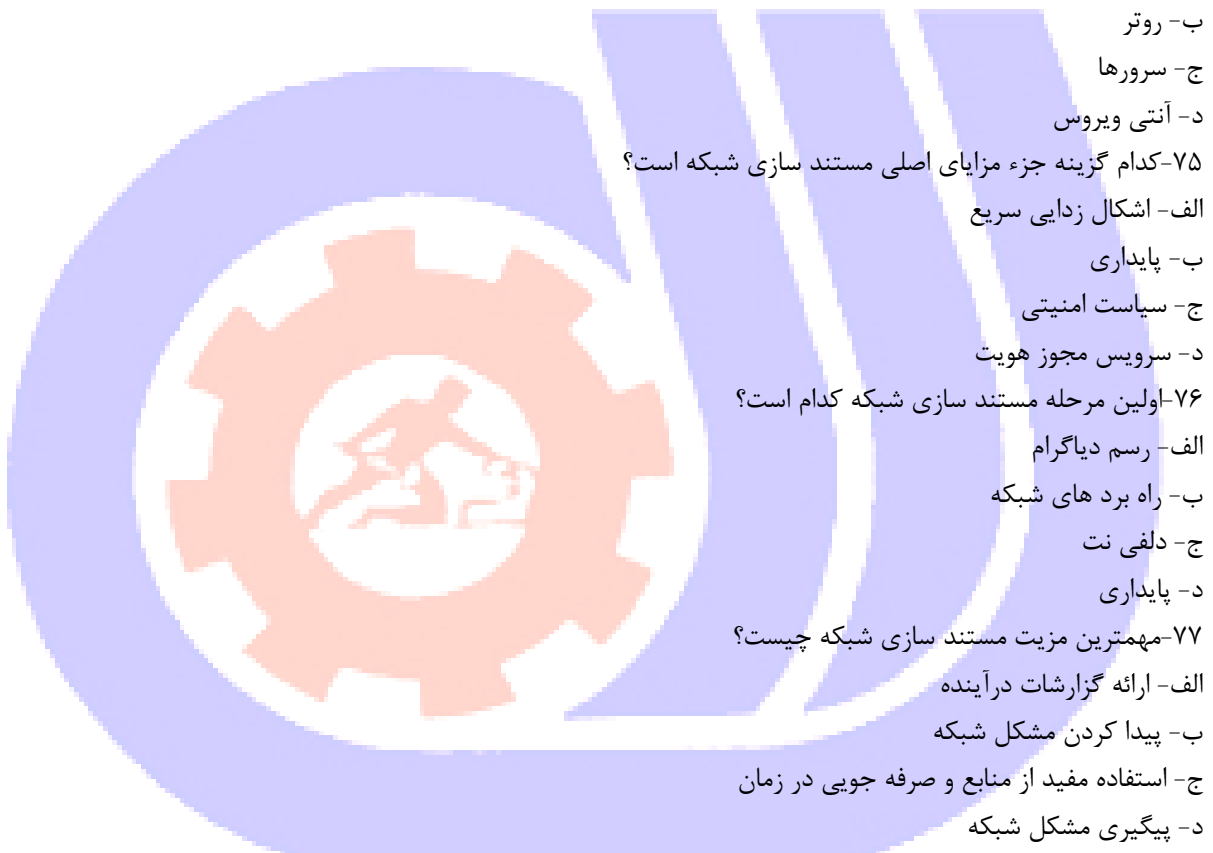 ب- روتر
ج- سرورها
د- آنتی ویروس
۷۵-کدام گزینه جزء مزایای اصلی مستند سازی شبکه است؟
الف- اشکال زدایی سریع
ب- پایداری
ج- سیاست امنیتی
د- سرویس مجوز هویت
۷۶-اولین مرحله مستند سازی شبکه کدام است؟
الف- رسم دیاگرام
ب- راه برد های شبکه
ج- دلفی نت
د- پایداری
۷۷-مهمترین مزیت مستند سازی شبکه چیست؟
الف- ارائه گزارشات درآینده
ب- پیدا کردن مشکل شبکه
ج- استفاده مفید از منابع و صرفه جویی در زمان
د- پیگیری مشکل شبکه